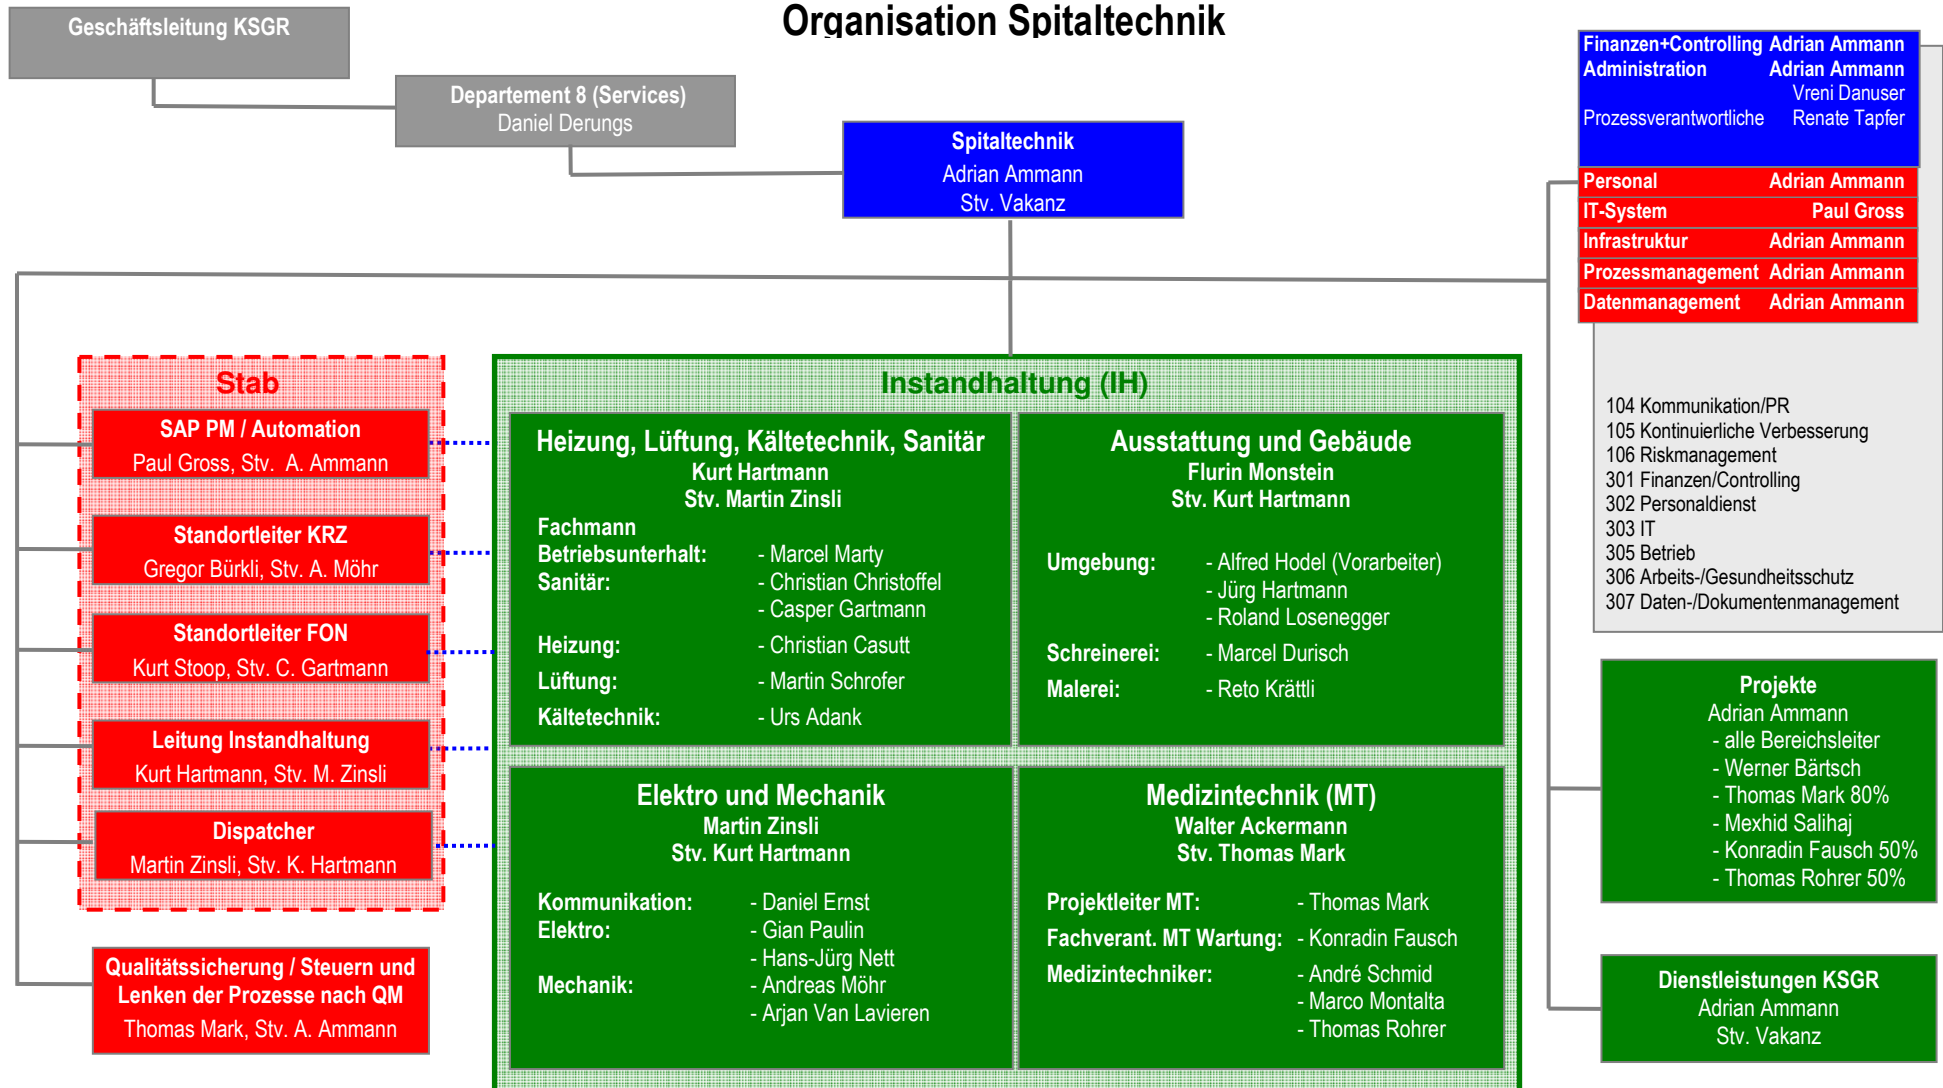 Organisation Spitaltechnik
Geschäftsleitung KSGR
Departement 8 (Services)
Daniel Derungs
Spitaltechnik
Adrian Ammann
Stv. Vakanz
Finanzen+Controlling Adrian Ammann
Administration Adrian Ammann
Vreni Danuser
Prozessverantwortliche Renate Tapfer
Personal Adrian Ammann
IT-System Paul Gross
Infrastruktur Adrian Ammann
Prozessmanagement Adrian Ammann
Datenmanagement Adrian Ammann
104 Kommunikation/PR
105 Kontinuierliche Verbesserung
106 Riskmanagement
301 Finanzen/Controlling
302 Personaldienst
303 IT
305 Betrieb
306 Arbeits-/Gesundheitsschutz
307 Daten-/Dokumentenmanagement
Stab
SAP PM / Automation
Paul Gross, Stv. A. Ammann
Standortleiter KRZ
Gregor Bürkli, Stv. A. Möhr
Standortleiter FON
Kurt Stoop, Stv. C. Gartmann
Leitung Instandhaltung
Kurt Hartmann, Stv. M. Zinsli
Dispatcher
Martin Zinsli, Stv. K. Hartmann
Qualitätssicherung / Steuern und
Lenken der Prozesse nach QM
Thomas Mark, Stv. A. Ammann
Instandhaltung (IH)
Heizung, Lüftung, Kältetechnik, Sanitär
Kurt Hartmann
Stv. Martin Zinsli
Fachmann
Betriebsunterhalt: - Marcel Marty
Sanitär: - Christian Christoffel
- Casper Gartmann
Heizung: - Christian Casutt
Lüftung: - Martin Schrofer
Kältetechnik: - Urs Adank
Ausstattung und Gebäude
Flurin Monstein
Stv. Kurt Hartmann
Umgebung: - Alfred Hodel (Vorarbeiter)
- Jürg Hartmann
- Roland Losenegger
Schreinerei: - Marcel Durisch
Malerei: - Reto Krättli
Elektro und Mechanik
Martin Zinsli
Stv. Kurt Hartmann
Kommunikation: - Daniel Ernst
Elektro: - Gian Paulin
- Hans-Jürg Nett
Mechanik: - Andreas Möhr
- Arjan Van Lavieren
Medizintechnik (MT)
Walter Ackermann
Stv. Thomas Mark
Projektleiter MT: - Thomas Mark
Fachverant. MT Wartung: - Konradin Fausch
Medizintechniker: - André Schmid
- Marco Montalta
- Thomas Rohrer
Projekte
Adrian Ammann
- alle Bereichsleiter
- Werner Bärtsch
- Thomas Mark 80%
- Mexhid Salihaj
- Konradin Fausch 50%
- Thomas Rohrer 50%
Dienstleistungen KSGR
Adrian Ammann
Stv. Vakanz